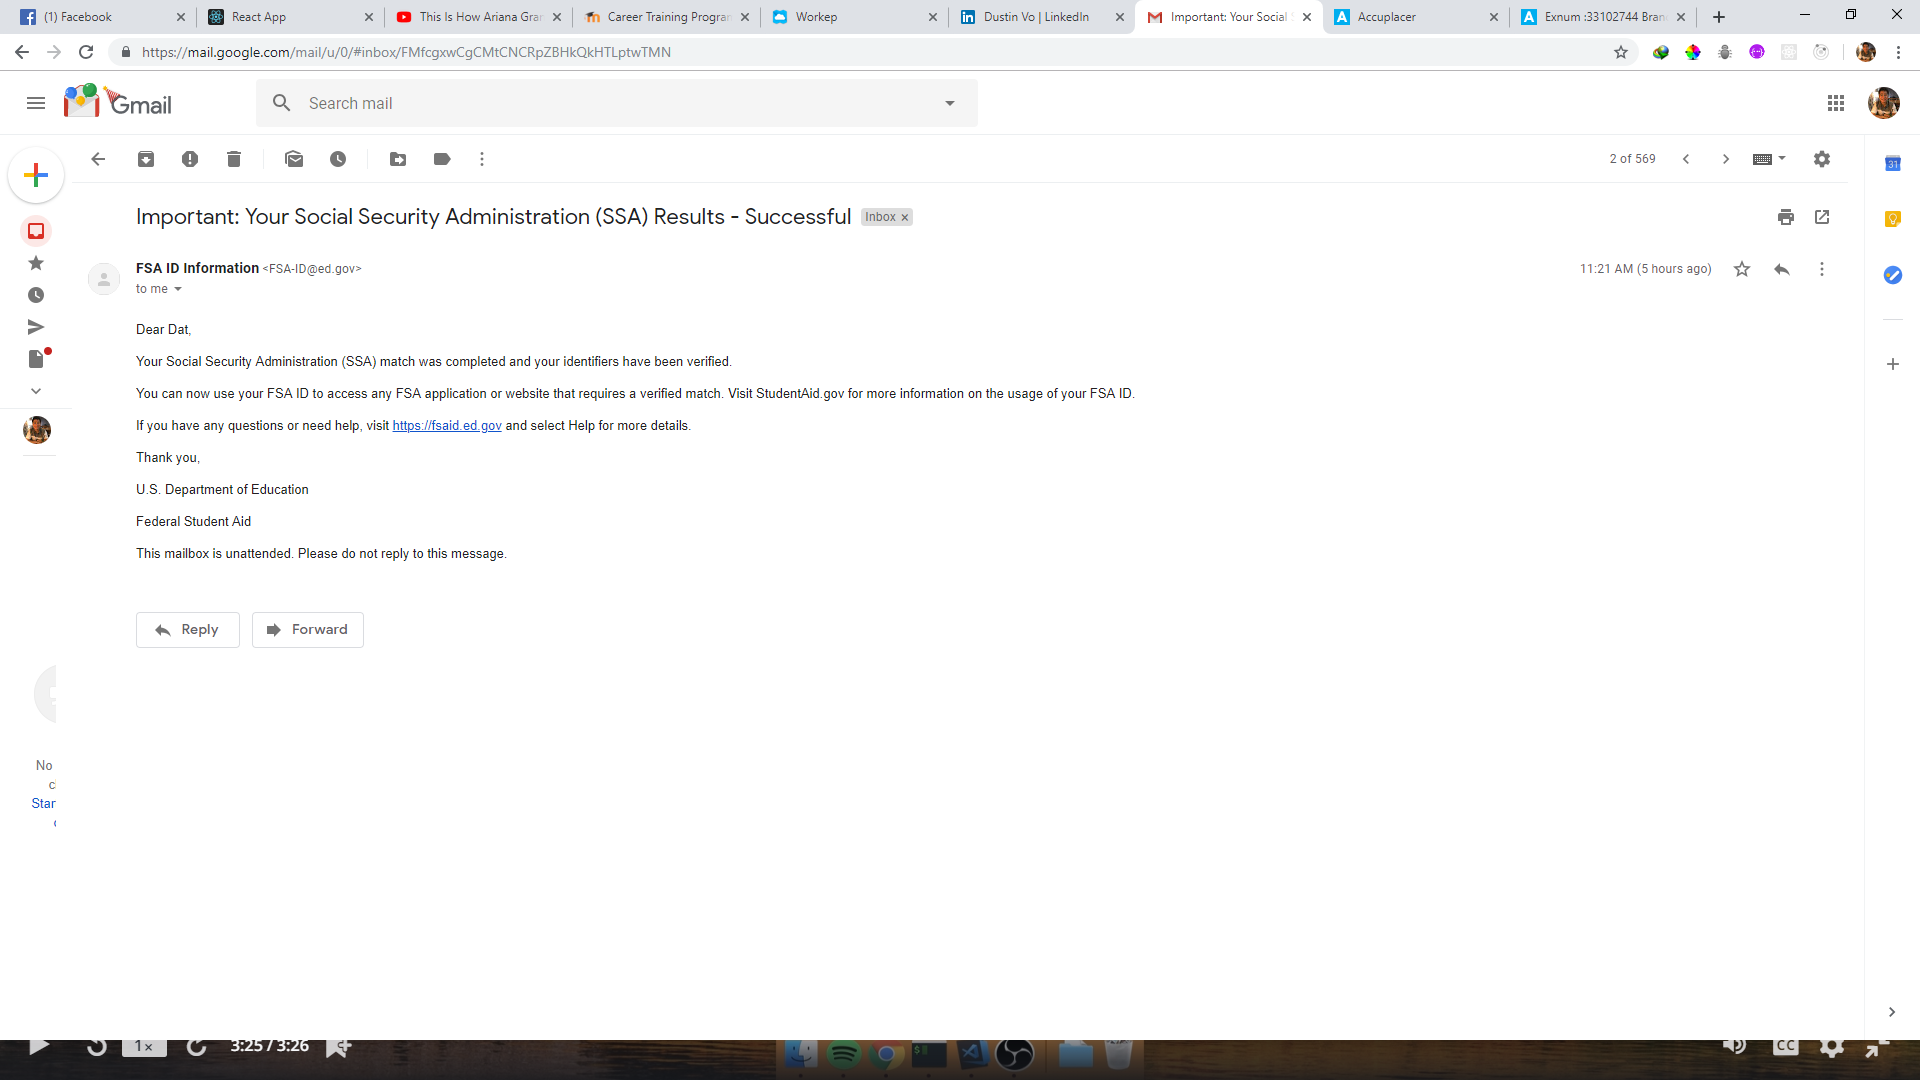 (1) Facebook
React App
This Is How Ariana Gran
Career Training Program
Workep
Dustin Vo | LinkedIn
Important: Your Social S
Accuplacer
Exnum :33102744 Bran
https://mail.google.com/mail/u/0/#inbox/FMfcgxwCgCMtCNCRpZBHkQkHTLptwTMN
Gmail
Search mail
2 of 569
31
Important: Your Social Security Administration (SSA) Results - Successful
Inbox x
FSA ID Information <FSA-ID@ed.gov>
11:21 AM (5 hours ago)
to me
Dear Dat,
Your Social Security Administration (SSA) match was completed and your identifiers have been verified.
You can now use your FSA ID to access any FSA application or website that requires a verified match. Visit StudentAid.gov for more information on the usage of your FSA ID.
If you have any questions or need help, visit https://fsaid.ed.gov and select Help for more details.
Thank you,
U.S. Department of Education
Federal Student Aid
This mailbox is unattended. Please do not reply to this message.
Reply
Forward
No
c
Star
1x
3:25 / 3:26
CC